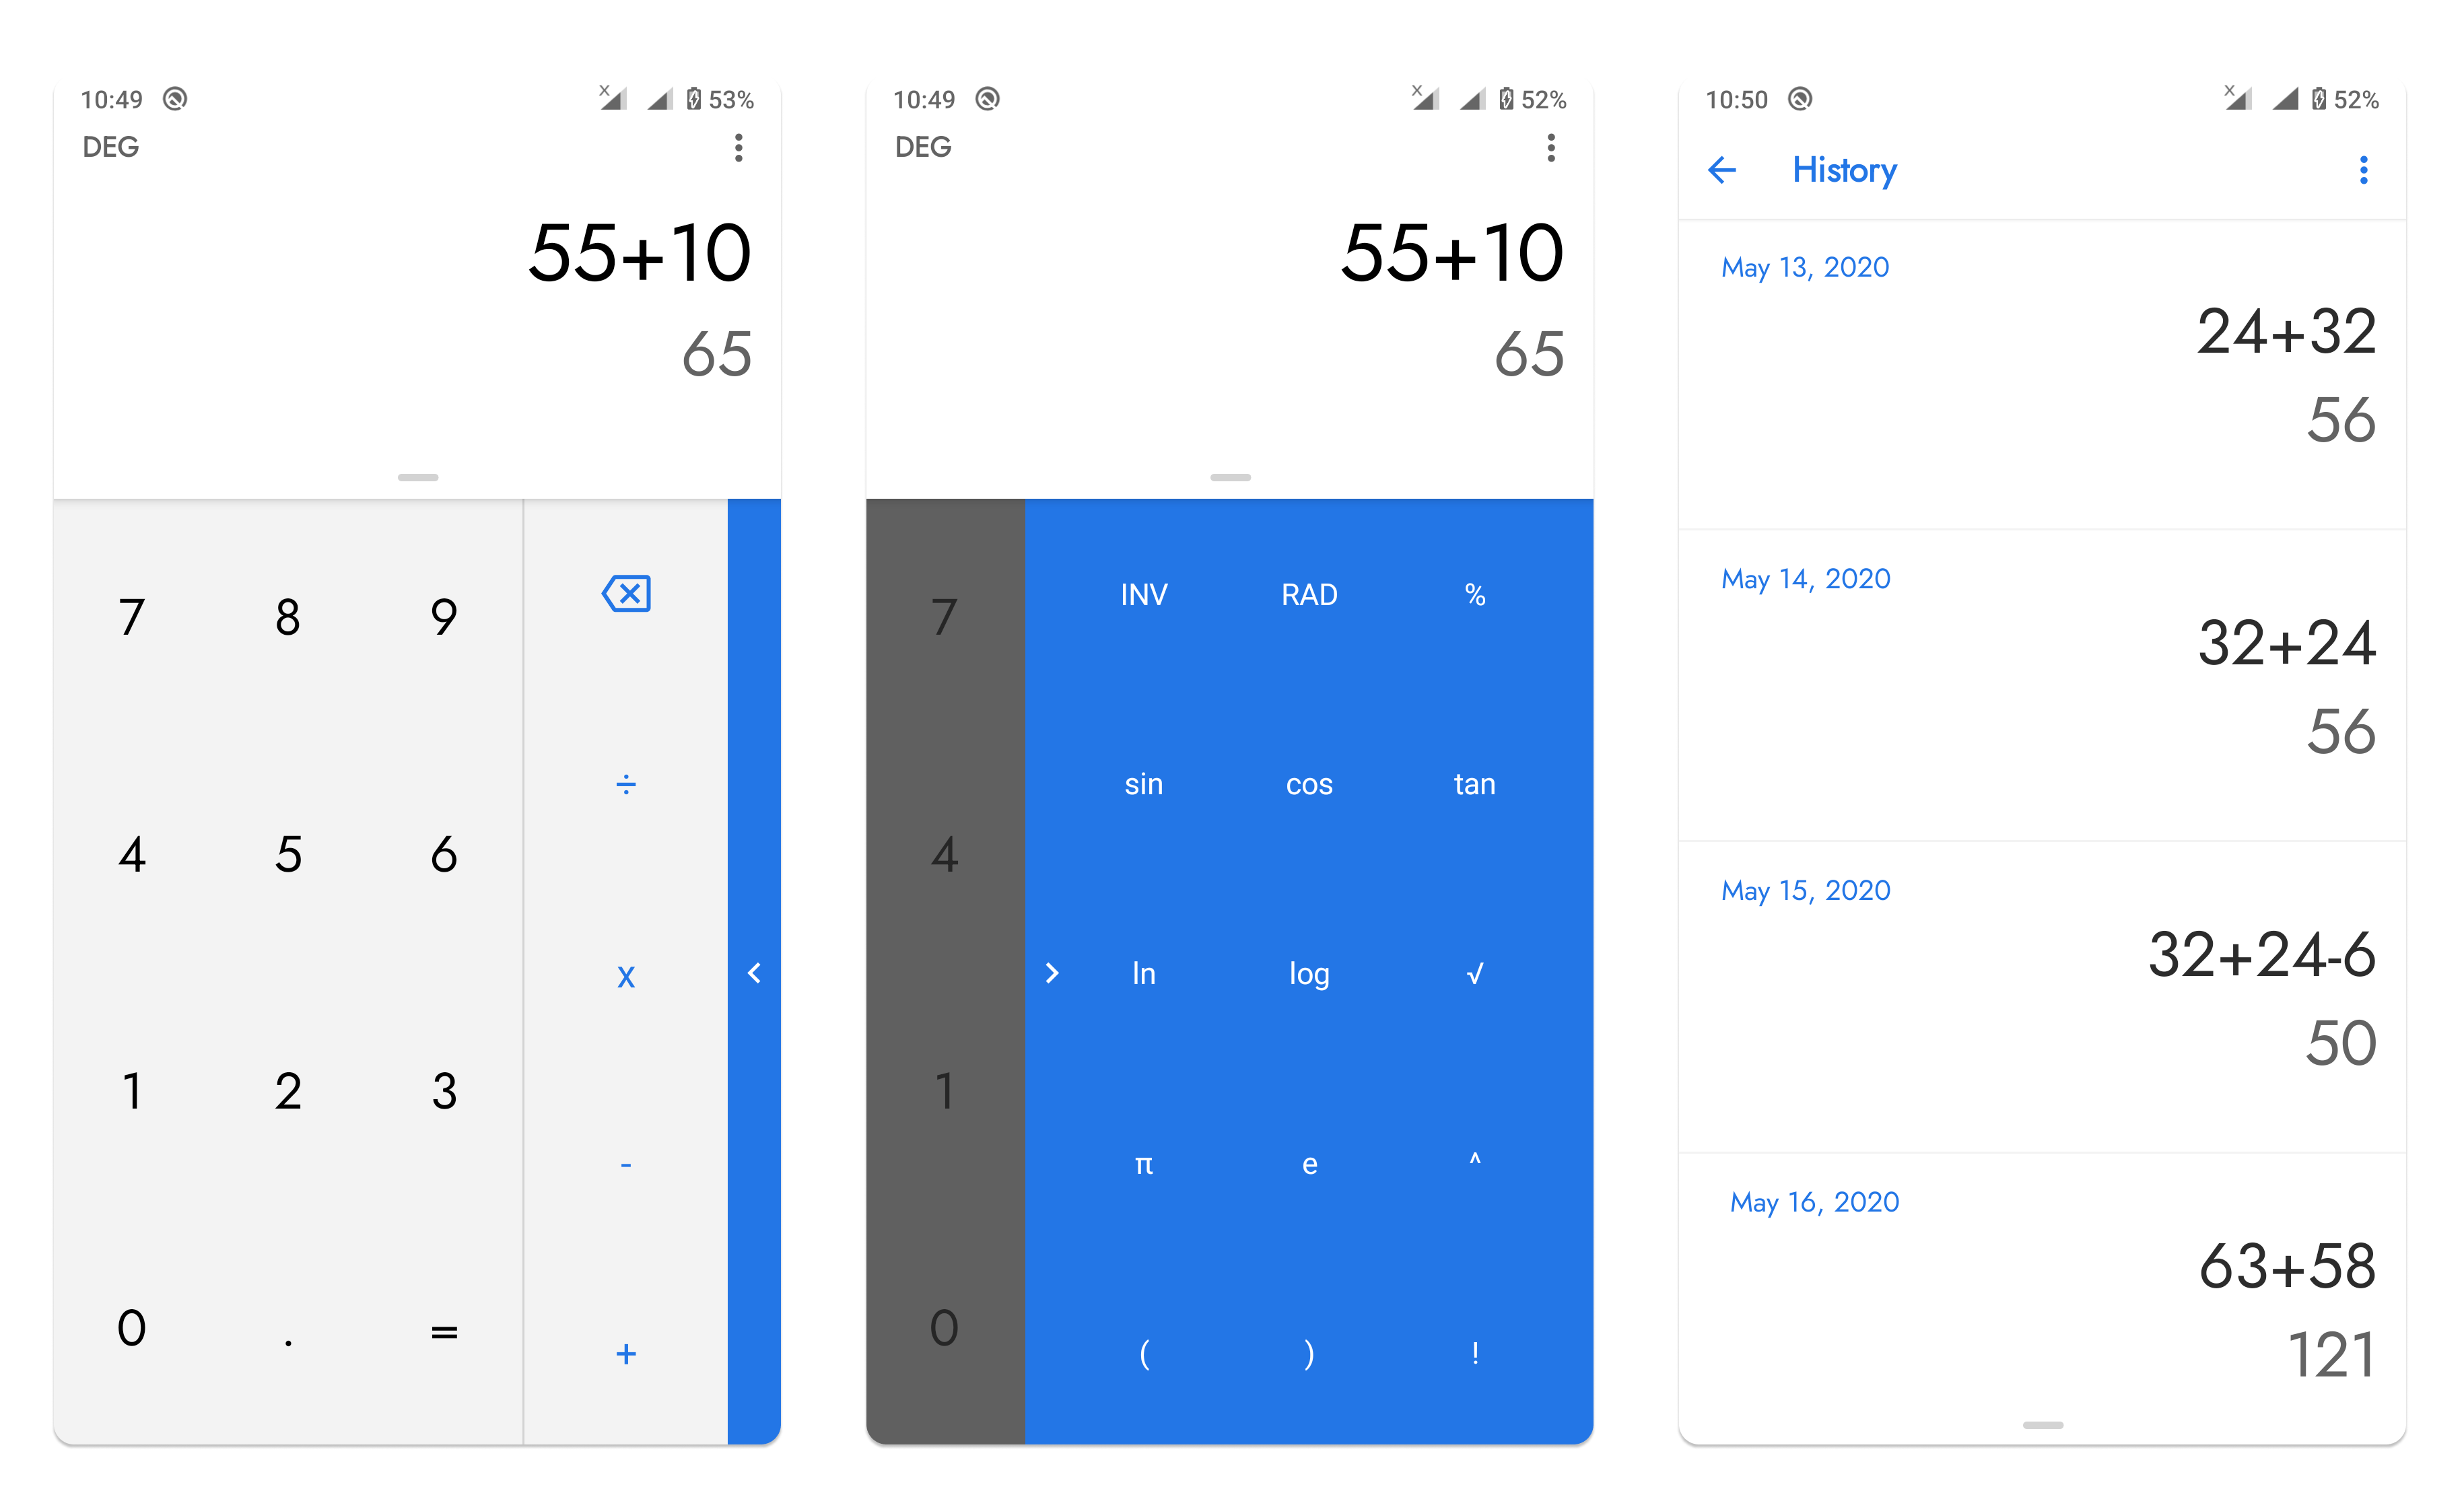 10:49 53%
DEG
55+10
65
7 8 9
÷
4 5 6
x
1 2 3
-
0 . =
+
10:49 52%
DEG
55+10
65
7
INV RAD %
sin cos tan
4
ln log √
1
π e ^
0
( ) !
10:50 52%
History
May 13, 2020
24+32
56
May 14, 2020
32+24
56
May 15, 2020
32+24-6
50
May 16, 2020
63+58
121